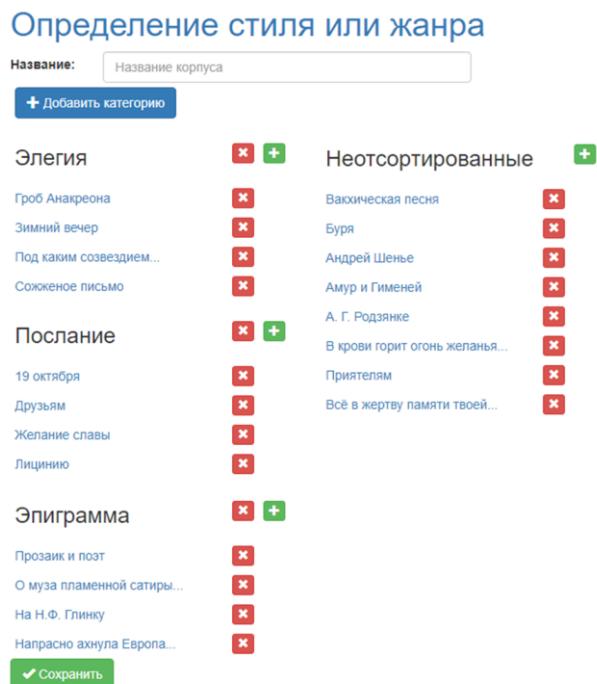 Определение стиля или жанра
Название:
Название корпуса
Добавить категорию
Элегия
Гроб Анакреона
Зимний вечер
Под каким созвездием...
Сожженое письмо
Послание
19 октября
Друзьям
Желание славы
Лицинию
Эпиграмма
Прозаик и поэт
О муза пламенной сатиры...
На Н.Ф. Глинку
Напрасно ахнула Европа...
Сохранить
Неотсортированные
Вакхическая песня
Буря
Андрей Шенье
Амур и Гименей
А. Г. Родзянке
В крови горит огонь желанья...
Приятелям
Всё в жертву памяти твоей...